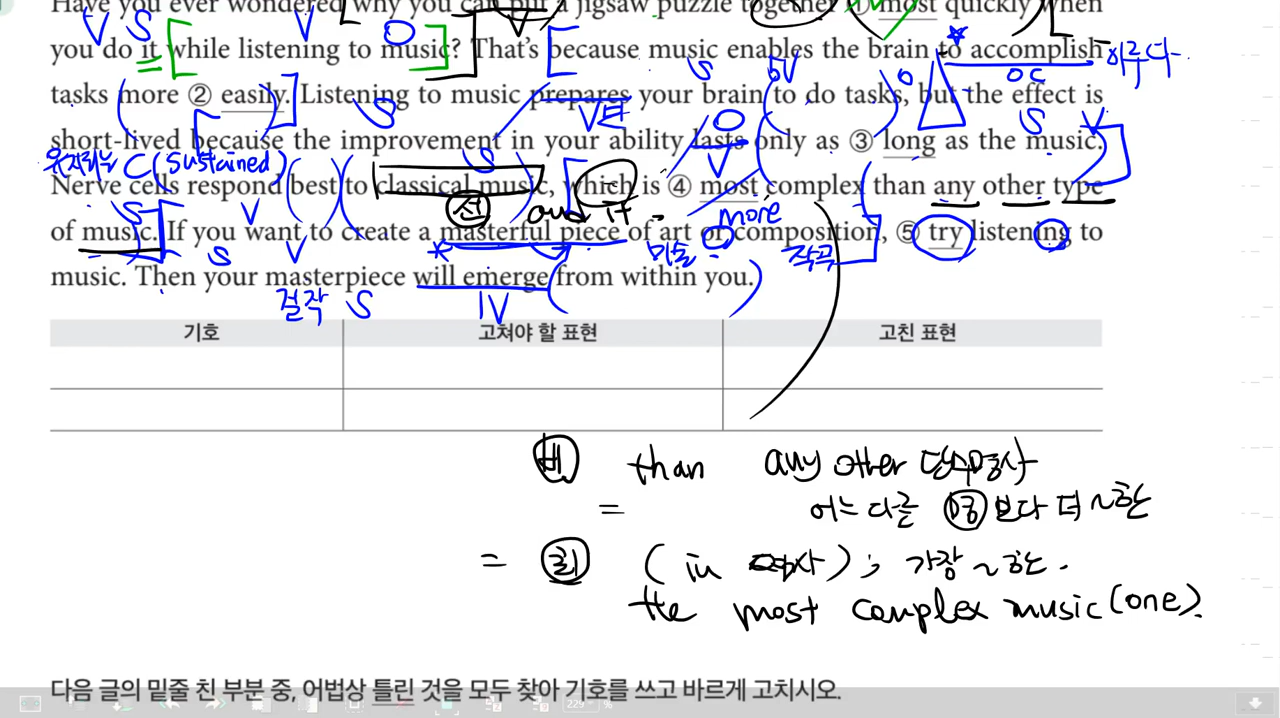 Have you ever wondered why you can put a jigsaw puzzle together ① most quickly when
V S V O
you do it while listening to music? That's because music enables the brain to accomplish
이루다
S 5V O OC
tasks more ② easily. Listening to music prepares your brain to do tasks, but the effect is
S V O S V
short-lived because the improvement in your ability lasts only as ③ long as the music.
유지되는 C (sustained) S V
Nerve cells respond best to classical music, which is ④ most complex than any other type
S V 선 and it more
of music. If you want to create a masterful piece of art or composition, ⑤ try listening to
S V 미술 작곡
music. Then your masterpiece will emerge from within you.
걸작 S 1V
기호 고쳐야 할 표현 고친 표현
비 than any other 단수명사
= 어느 다른 명보다 더 ~한
= 최 (in 명사) ; 가장 ~한.
the most complex music (one).
다음 글의 밑줄 친 부분 중, 어법상 틀린 것을 모두 찾아 기호를 쓰고 바르게 고치시오.
229 %